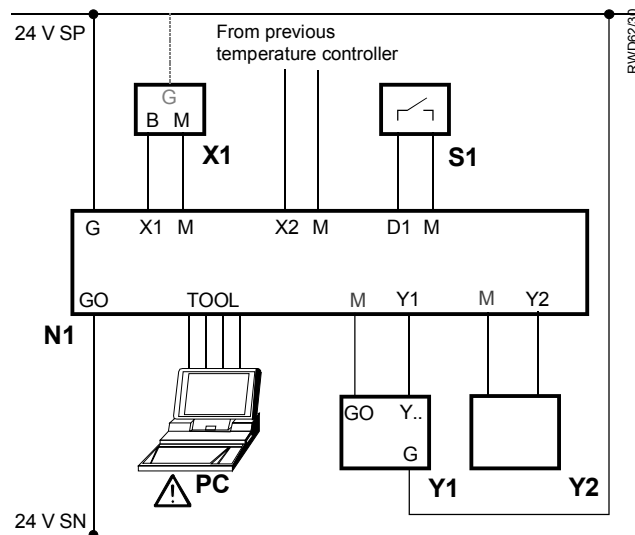 24 V SP
From previous
temperature controller
RWD62/30
G
B M
X1
S1
G X1 M X2 M D1 M
GO TOOL M Y1 M Y2
N1
GO Y..
G
PC
Y1
Y2
24 V SN